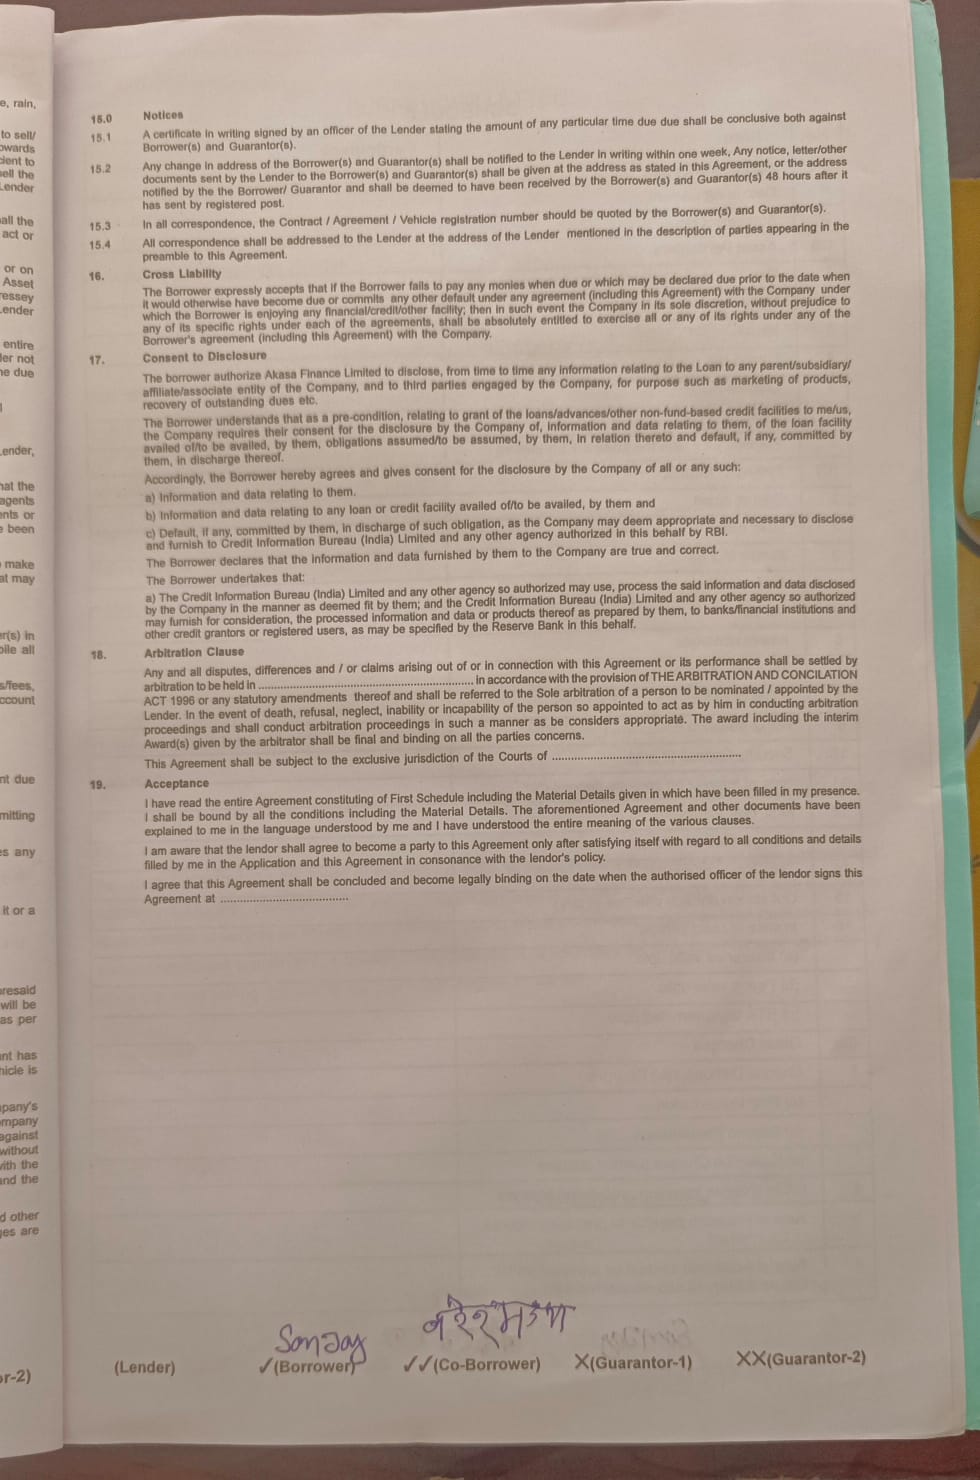 e, rain,
to sell/
owards
cient to
sell the
Lender
all the
act or
or on
Asset
essey
Lender
entire
der not
he due
Lender,
hat the
agents
ents or
e been
make
at may
er(s) in
bile all
s/fees,
ccount
nt due
mitting
es any
it or a
oresaid
will be
as per
ant has
hicle is
pany's
ompany
against
without
with the
and the
d other
ges are
or-2)
15.0 Notices
15.1 A certificate in writing signed by an officer of the Lender stating the amount of any particular time due due shall be conclusive both against
Borrower(s) and Guarantor(s).
15.2 Any change in address of the Borrower(s) and Guarantor(s) shall be notified to the Lender in writing within one week, Any notice, letter/other
documents sent by the Lender to the Borrower(s) and Guarantor(s) shall be given at the address as stated in this Agreement, or the address
notified by the the Borrower/ Guarantor and shall be deemed to have been received by the Borrower(s) and Guarantor(s) 48 hours after it
has sent by registered post.
15.3 In all correspondence, the Contract / Agreement / Vehicle registration number should be quoted by the Borrower(s) and Guarantor(s).
15.4 All correspondence shall be addressed to the Lender at the address of the Lender mentioned in the description of parties appearing in the
preamble to this Agreement.
16. Cross Liability
The Borrower expressly accepts that if the Borrower fails to pay any monies when due or which may be declared due prior to the date when
it would otherwise have become due or commits any other default under any agreement (including this Agreement) with the Company under
which the Borrower is enjoying any financial/credit/other facility; then in such event the Company in its sole discretion, without prejudice to
any of its specific rights under each of the agreements, shall be absolutely entitled to exercise all or any of its rights under any of the
Borrower's agreement (including this Agreement) with the Company.
17. Consent to Disclosure
The borrower authorize Akasa Finance Limited to disclose, from time to time any information relating to the Loan to any parent/subsidiary/
affiliate/associate entity of the Company, and to third parties engaged by the Company, for purpose such as marketing of products,
recovery of outstanding dues etc.
The Borrower understands that as a pre-condition, relating to grant of the loans/advances/other non-fund-based credit facilities to me/us,
the Company requires their consent for the disclosure by the Company of, Information and data relating to them, of the loan facility
availed of/to be availed, by them, obligations assumed/to be assumed, by them, in relation thereto and default, if any, committed by
them, in discharge thereof.
Accordingly, the Borrower hereby agrees and gives consent for the disclosure by the Company of all or any such:
a) Information and data relating to them.
b) Information and data relating to any loan or credit facility availed of/to be availed, by them and
c) Default, if any, committed by them, in discharge of such obligation, as the Company may deem appropriate and necessary to disclose
and furnish to Credit Information Bureau (India) Limited and any other agency authorized in this behalf by RBI.
The Borrower declares that the information and data furnished by them to the Company are true and correct.
The Borrower undertakes that:
a) The Credit Information Bureau (India) Limited and any other agency so authorized may use, process the said information and data disclosed
by the Company in the manner as deemed fit by them; and the Credit Information Bureau (India) Limited and any other agency so authorized
may furnish for consideration, the processed information and data or products thereof as prepared by them, to banks/financial institutions and
other credit grantors or registered users, as may be specified by the Reserve Bank in this behalf.
18. Arbitration Clause
Any and all disputes, differences and / or claims arising out of or in connection with this Agreement or its performance shall be settled by
arbitration to be held in ........................................ in accordance with the provision of THE ARBITRATION AND CONCILATION
ACT 1996 or any statutory amendments thereof and shall be referred to the Sole arbitration of a person to be nominated / appointed by the
Lender. In the event of death, refusal, neglect, inability or incapability of the person so appointed to act as by him in conducting arbitration
proceedings and shall conduct arbitration proceedings in such a manner as be considers appropriate. The award including the interim
Award(s) given by the arbitrator shall be final and binding on all the parties concerns.
This Agreement shall be subject to the exclusive jurisdiction of the Courts of ........................................
19. Acceptance
I have read the entire Agreement constituting of First Schedule including the Material Details given in which have been filled in my presence.
I shall be bound by all the conditions including the Material Details. The aforementioned Agreement and other documents have been
explained to me in the language understood by me and I have understood the entire meaning of the various clauses.
I am aware that the lendor shall agree to become a party to this Agreement only after satisfying itself with regard to all conditions and details
filled by me in the Application and this Agreement in consonance with the lendor's policy.
I agree that this Agreement shall be concluded and become legally binding on the date when the authorised officer of the lendor signs this
Agreement at ........................................
Sanjay
(Lender) ✓(Borrower) ✓✓(Co-Borrower) X(Guarantor-1) XX(Guarantor-2)